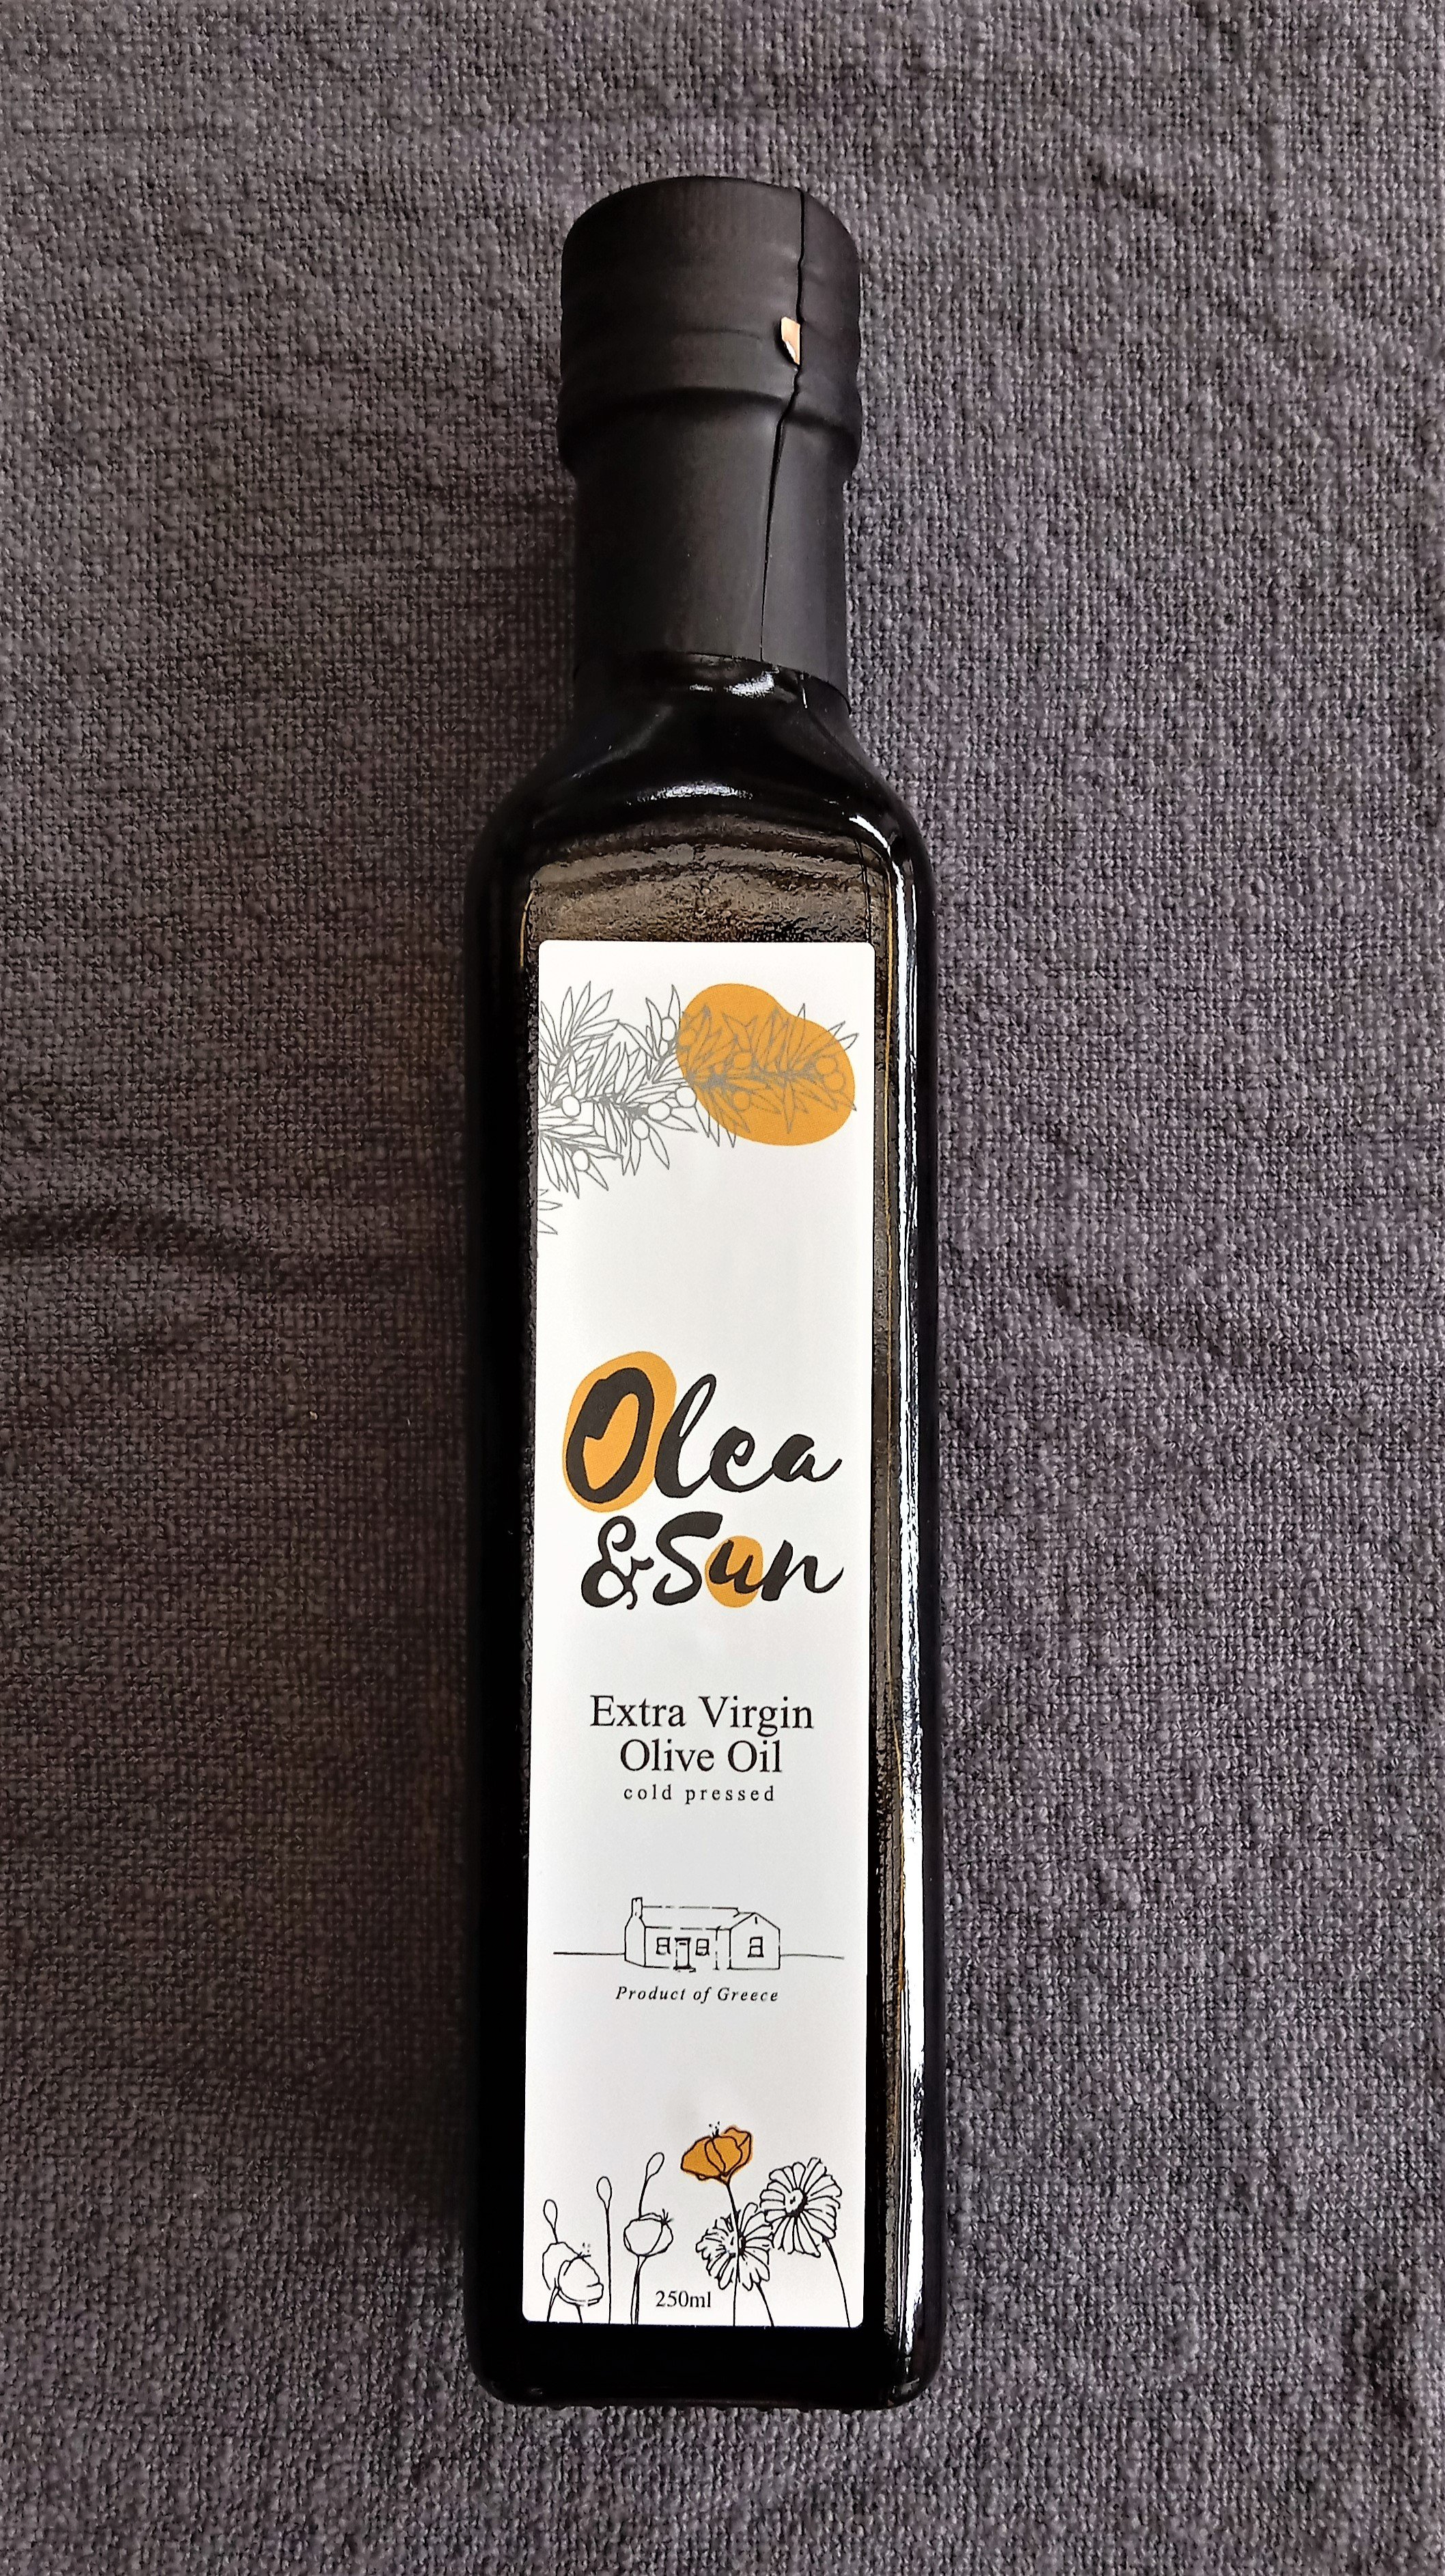 Olea
&Sun
Extra Virgin
Olive Oil
cold pressed
Product of Greece
250ml